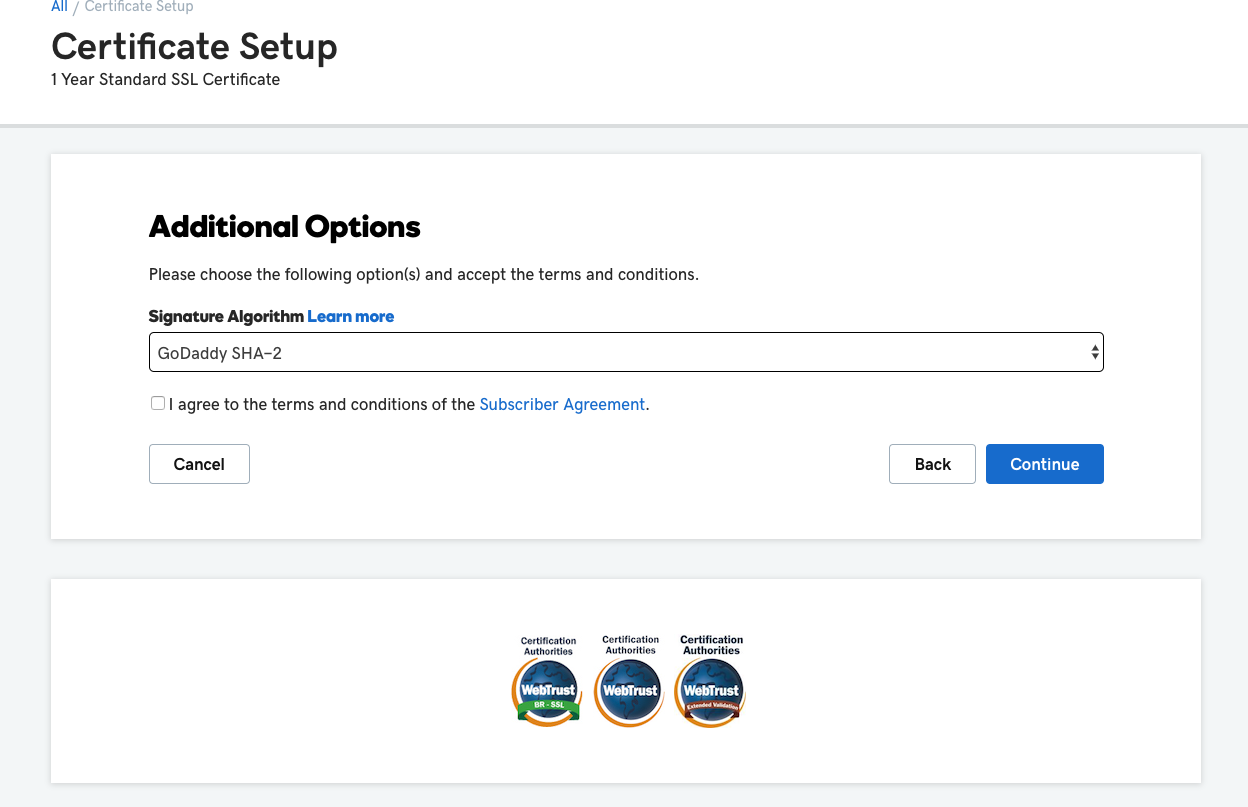 All / Certificate Setup
Certificate Setup
1 Year Standard SSL Certificate
Additional Options
Please choose the following option(s) and accept the terms and conditions.
Signature Algorithm Learn more
GoDaddy SHA-2
I agree to the terms and conditions of the Subscriber Agreement.
Cancel
Back
Continue
Certification
Authorities
WebTrust
BR - SSL
Certification
Authorities
WebTrust
Certification
Authorities
WebTrust
Extended Validation